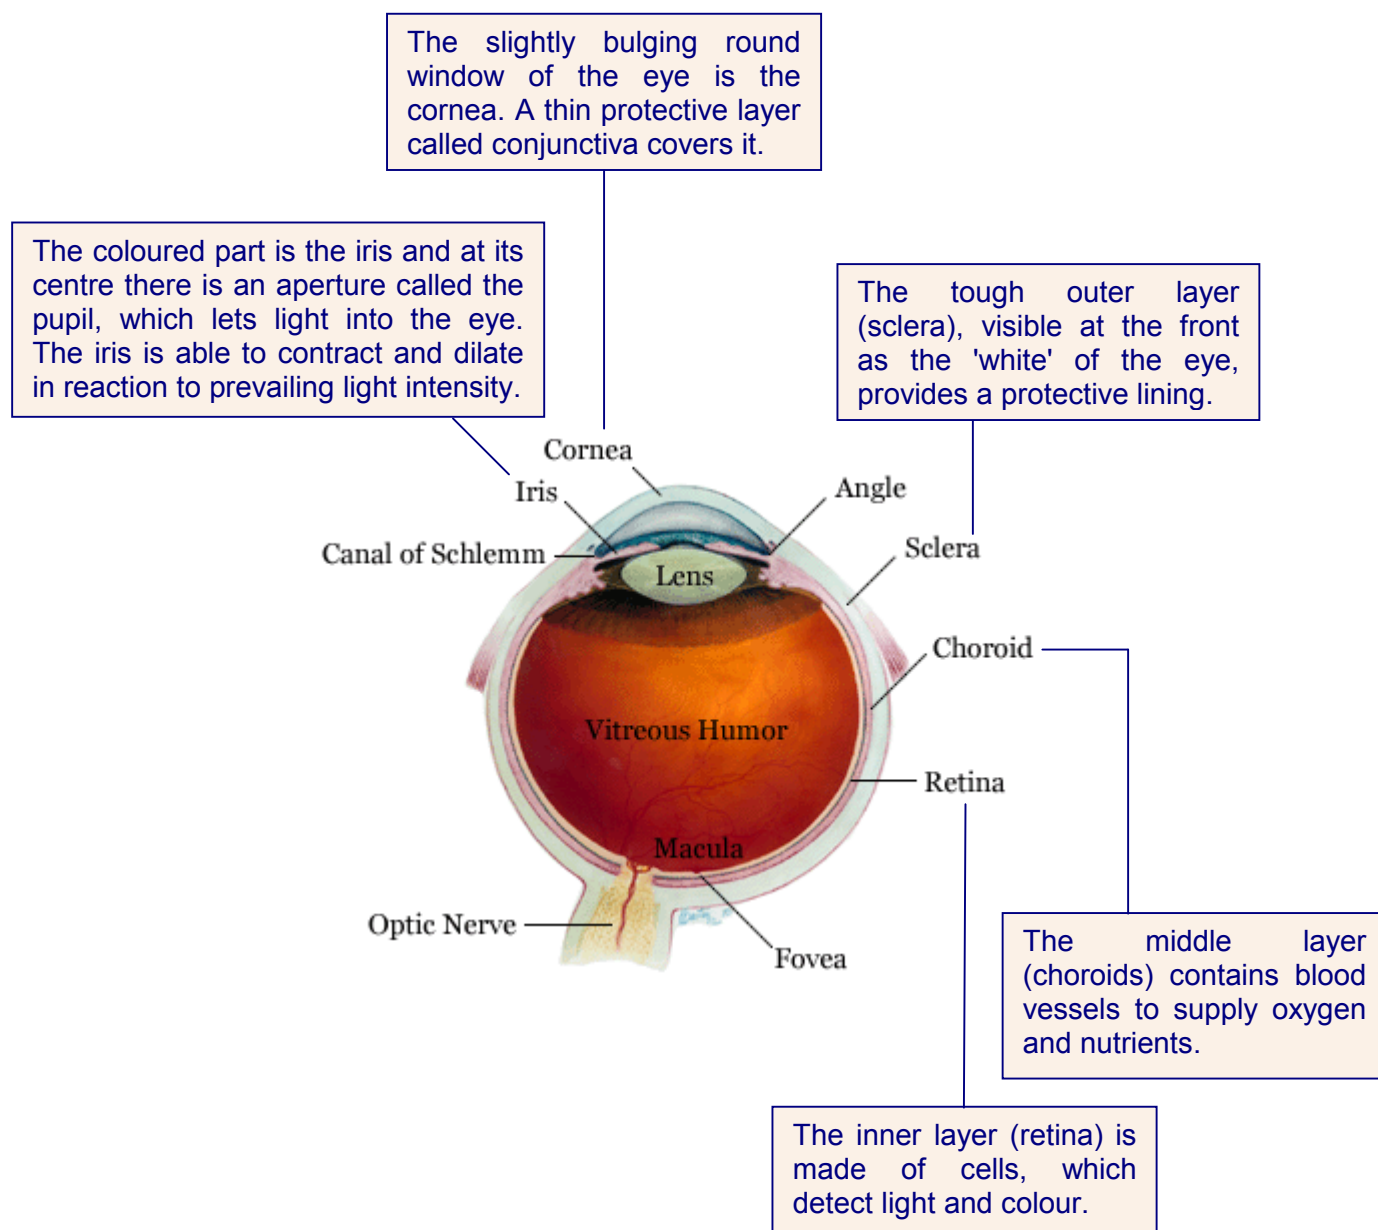 The slightly bulging round
window of the eye is the
cornea. A thin protective layer
called conjunctiva covers it.
The coloured part is the iris and at its
centre there is an aperture called the
pupil, which lets light into the eye.
The iris is able to contract and dilate
in reaction to prevailing light intensity.
The tough outer layer
(sclera), visible at the front
as the 'white' of the eye,
provides a protective lining.
Cornea
Iris
Angle
Canal of Schlemm
Sclera
Lens
Choroid
Vitreous Humor
Retina
Macula
Optic Nerve
Fovea
The middle layer
(choroids) contains blood
vessels to supply oxygen
and nutrients.
The inner layer (retina) is
made of cells, which
detect light and colour.